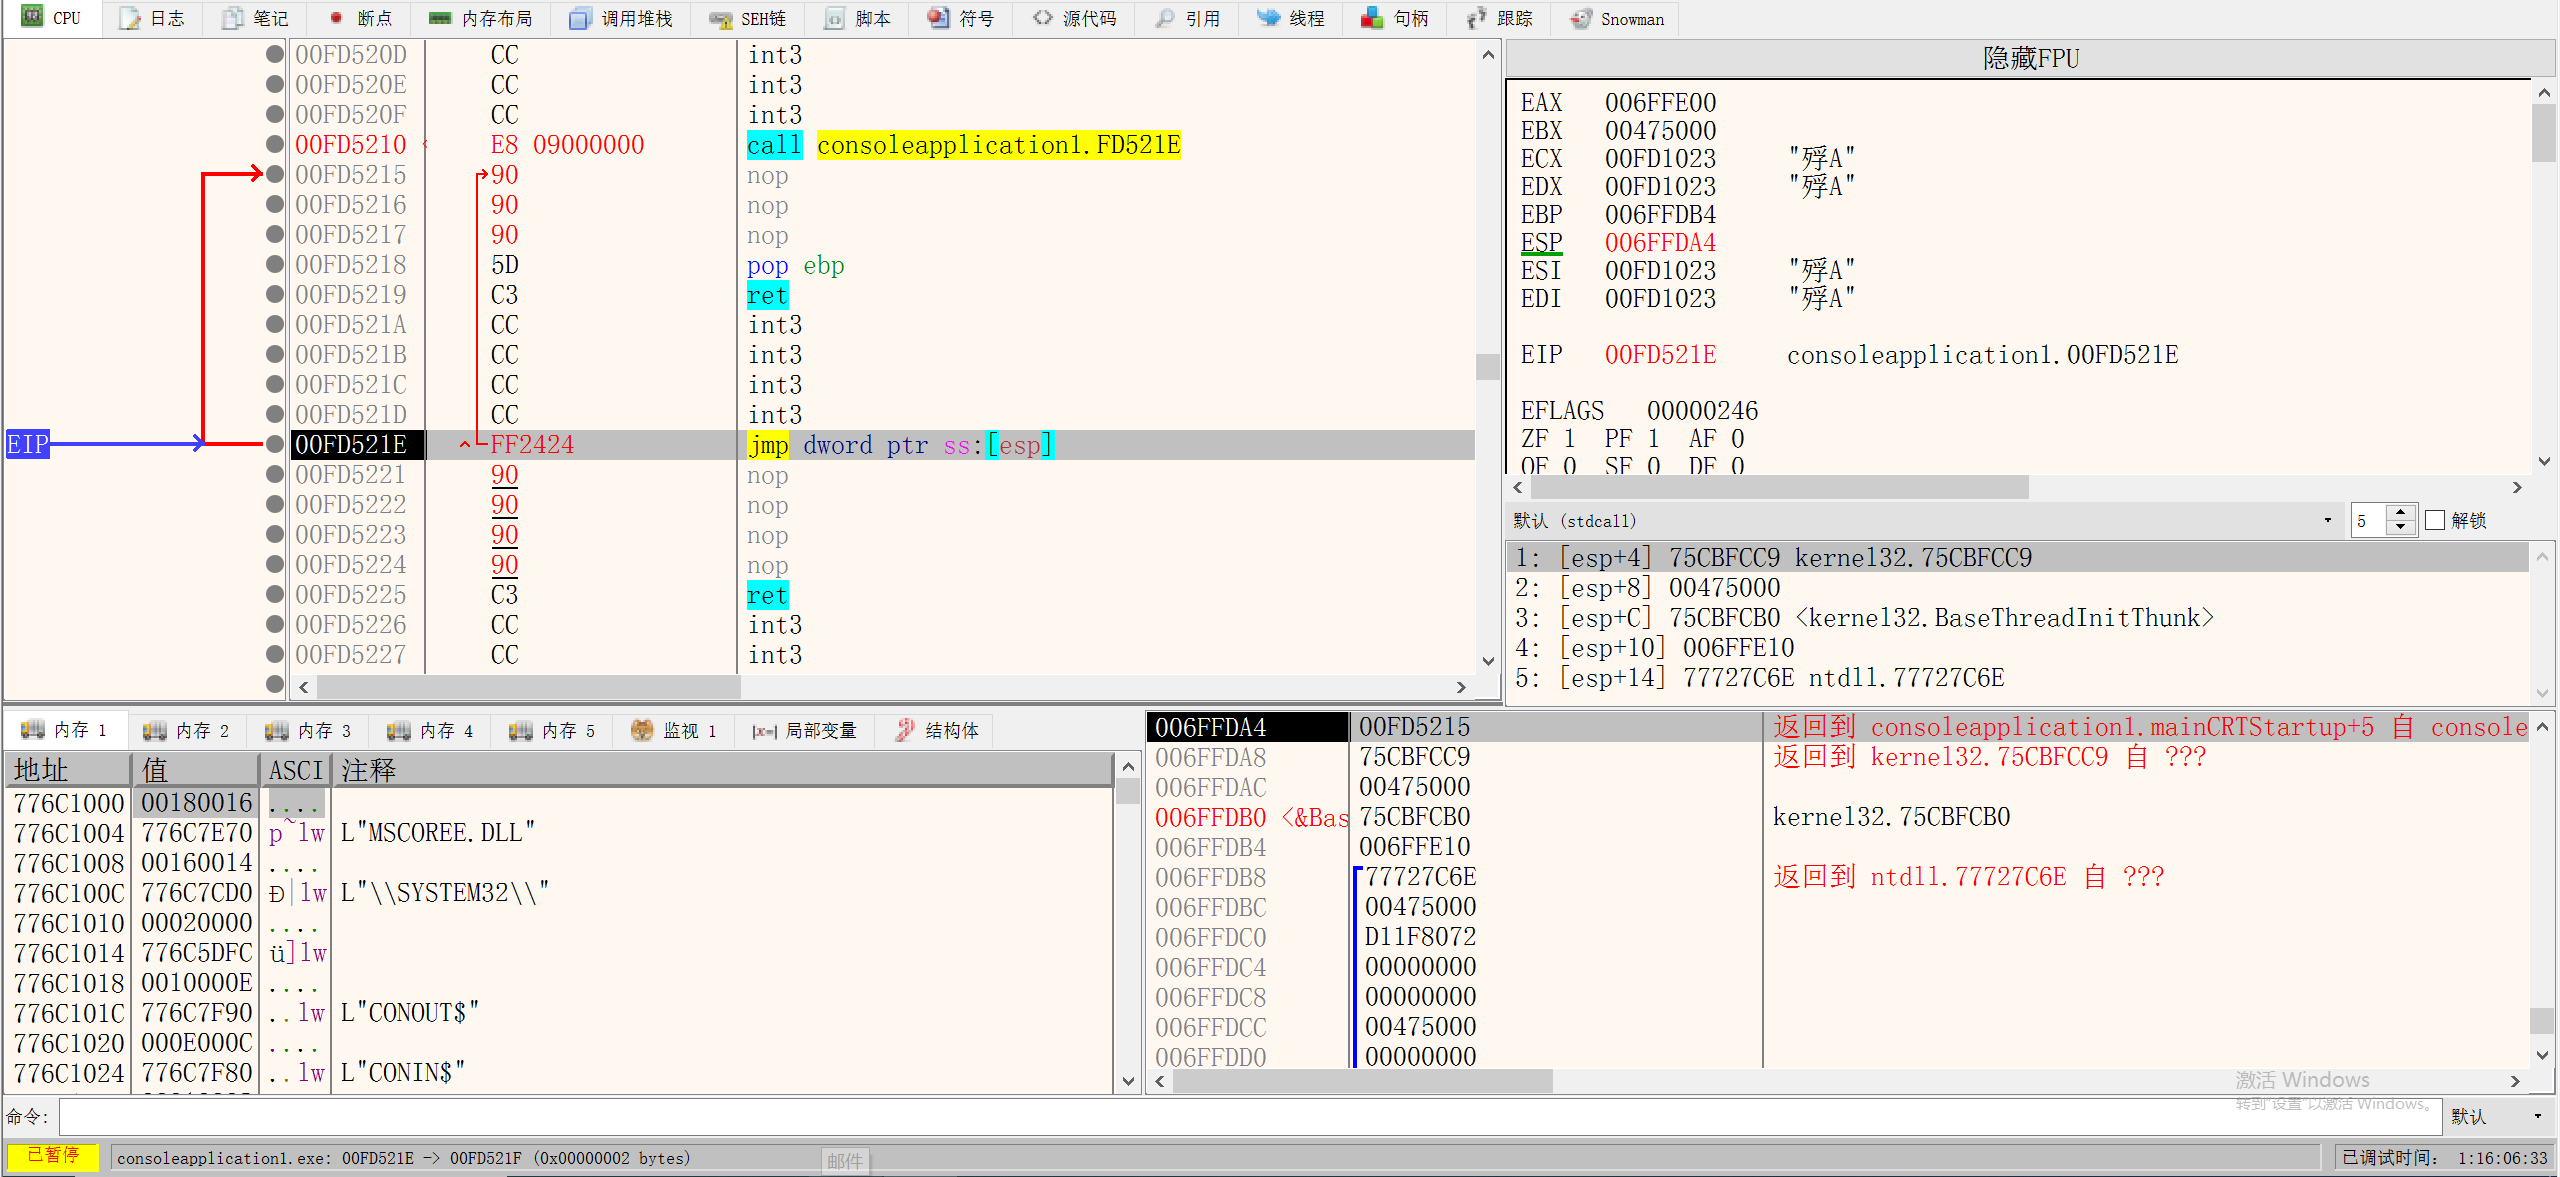 CPU 日志 笔记 断点 内存布局 调用堆栈 SEH链 脚本 符号 源代码 引用 线程 句柄 跟踪 Snowman
00FD520D CC int3
00FD520E CC int3
00FD520F CC int3
00FD5210 E8 09000000 call consoleapplication1.FD521E
00FD5215 90 nop
00FD5216 90 nop
00FD5217 90 nop
00FD5218 5D pop ebp
00FD5219 C3 ret
00FD521A CC int3
00FD521B CC int3
00FD521C CC int3
00FD521D CC int3
EIP 00FD521E FF2424 jmp dword ptr ss:[esp]
00FD5221 90 nop
00FD5222 90 nop
00FD5223 90 nop
00FD5224 90 nop
00FD5225 C3 ret
00FD5226 CC int3
00FD5227 CC int3
隐藏FPU
EAX 006FFE00
EBX 00475000
ECX 00FD1023 "殍A"
EDX 00FD1023 "殍A"
EBP 006FFDB4
ESP 006FFDA4
ESI 00FD1023 "殍A"
EDI 00FD1023 "殍A"
EIP 00FD521E consoleapplication1.00FD521E
EFLAGS 00000246
ZF 1 PF 1 AF 0
OF 0 SF 0 DF 0
默认 (stdcall) 5 解锁
1: [esp+4] 75CBFCC9 kernel32.75CBFCC9
2: [esp+8] 00475000
3: [esp+C] 75CBFCB0 <kernel32.BaseThreadInitThunk>
4: [esp+10] 006FFE10
5: [esp+14] 77727C6E ntdll.77727C6E
内存 1 内存 2 内存 3 内存 4 内存 5 监视 1 局部变量 结构体
地址 值 ASCI 注释
776C1000 00180016 ....
776C1004 776C7E70 p~lw L"MSCOREE.DLL"
776C1008 00160014 ....
776C100C 776C7CD0 Ð|lw L"\\SYSTEM32\\"
776C1010 00020000 ....
776C1014 776C5DFC ü]lw
776C1018 0010000E ....
776C101C 776C7F90 ..lw L"CONOUT$"
776C1020 000E000C ....
776C1024 776C7F80 ..lw L"CONIN$"
006FFDA4 00FD5215 返回到 consoleapplication1.mainCRTStartup+5 自 console
006FFDA8 75CBFCC9 返回到 kernel32.75CBFCC9 自 ???
006FFDAC 00475000
006FFDB0 <&Bas 75CBFCB0 kernel32.75CBFCB0
006FFDB4 006FFE10
006FFDB8 77727C6E 返回到 ntdll.77727C6E 自 ???
006FFDBC 00475000
006FFDC0 D11F8072
006FFDC4 00000000
006FFDC8 00000000
006FFDCC 00475000
006FFDD0 00000000
激活 Windows
转到"设置"以激活 Windows。
命令: 默认
已暂停 consoleapplication1.exe: 00FD521E -> 00FD521F (0x00000002 bytes) 邮件 已调试时间: 1:16:06:33